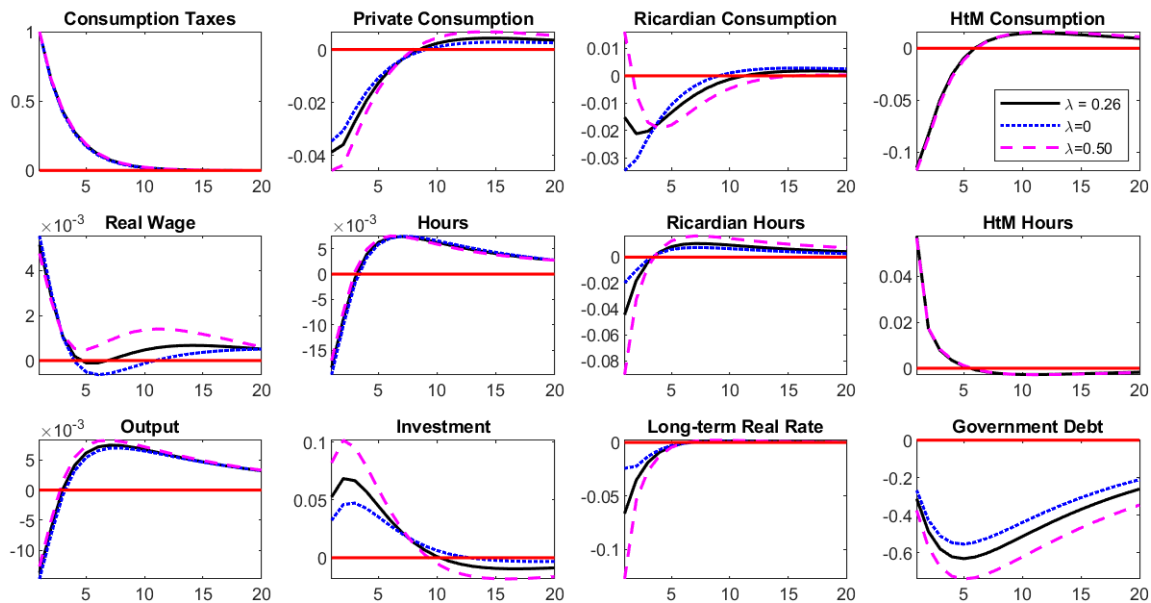 Consumption Taxes
1
0.5
0
5 10 15 20
Private Consumption
0
-0.02
-0.04
5 10 15 20
Ricardian Consumption
0.01
0
-0.01
-0.02
-0.03
5 10 15 20
HtM Consumption
0
-0.05
-0.1
λ = 0.26
λ=0
λ=0.50
5 10 15 20
Real Wage
×10⁻³
4
2
0
5 10 15 20
Hours
×10⁻³
5
0
-5
-10
-15
5 10 15 20
Ricardian Hours
0
-0.02
-0.04
-0.06
-0.08
5 10 15 20
HtM Hours
0.04
0.02
0
5 10 15 20
Output
×10⁻³
5
0
-5
-10
5 10 15 20
Investment
0.1
0.05
0
5 10 15 20
Long-term Real Rate
0
-0.05
-0.1
5 10 15 20
Government Debt
0
-0.2
-0.4
-0.6
5 10 15 20